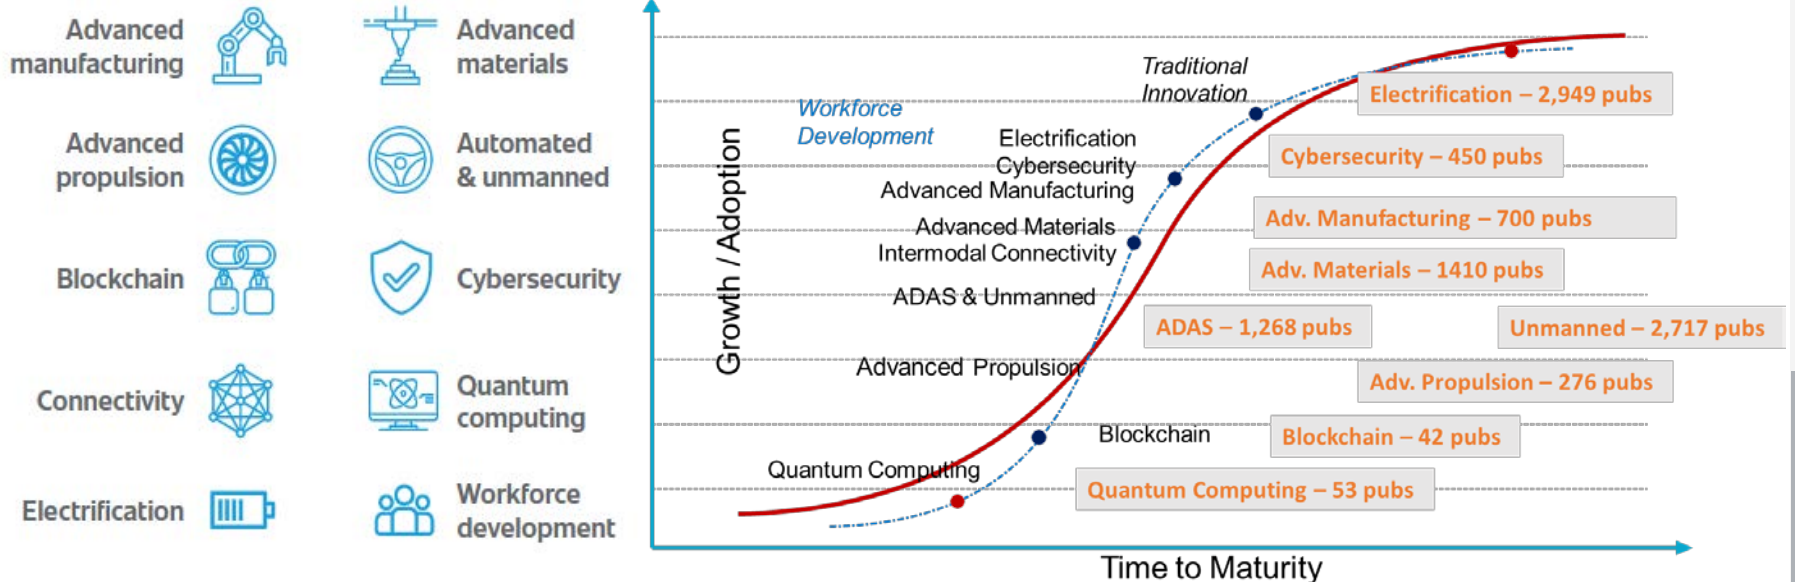 Advanced
manufacturing
Advanced
materials
Advanced
propulsion
Automated
& unmanned
Blockchain
Cybersecurity
Connectivity
Quantum
computing
Electrification
Workforce
development
Growth / Adoption
Workforce
Development
Traditional
Innovation
Electrification
Cybersecurity
Advanced Manufacturing
Advanced Materials
Intermodal Connectivity
ADAS & Unmanned
Advanced Propulsion
Blockchain
Quantum Computing
Electrification – 2,949 pubs
Cybersecurity – 450 pubs
Adv. Manufacturing – 700 pubs
Adv. Materials – 1410 pubs
ADAS – 1,268 pubs
Unmanned – 2,717 pubs
Adv. Propulsion – 276 pubs
Blockchain – 42 pubs
Quantum Computing – 53 pubs
Time to Maturity